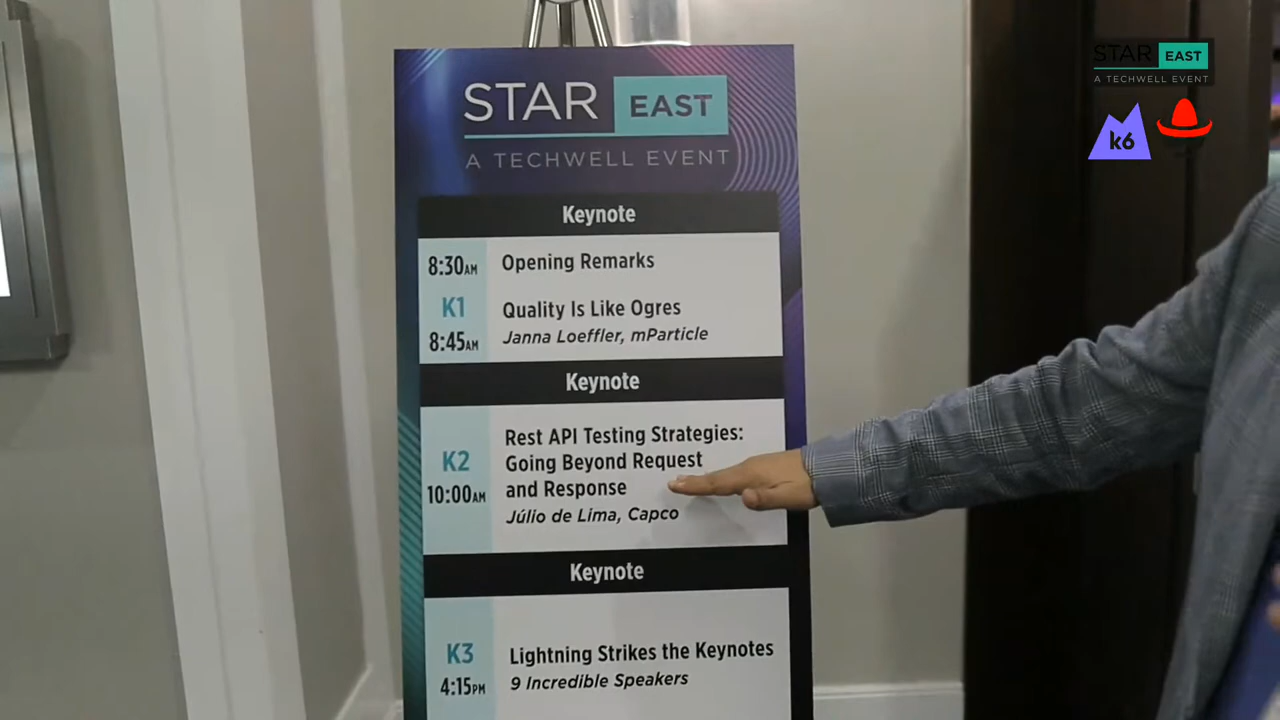 STAR EAST
A TECHWELL EVENT
Keynote
8:30AM Opening Remarks
K1 Quality Is Like Ogres
8:45AM Janna Loeffler, mParticle
Keynote
Rest API Testing Strategies:
K2 Going Beyond Request
10:00AM and Response
Júlio de Lima, Capco
Keynote
K3 Lightning Strikes the Keynotes
4:15PM 9 Incredible Speakers
STAR EAST
A TECHWELL EVENT
k6